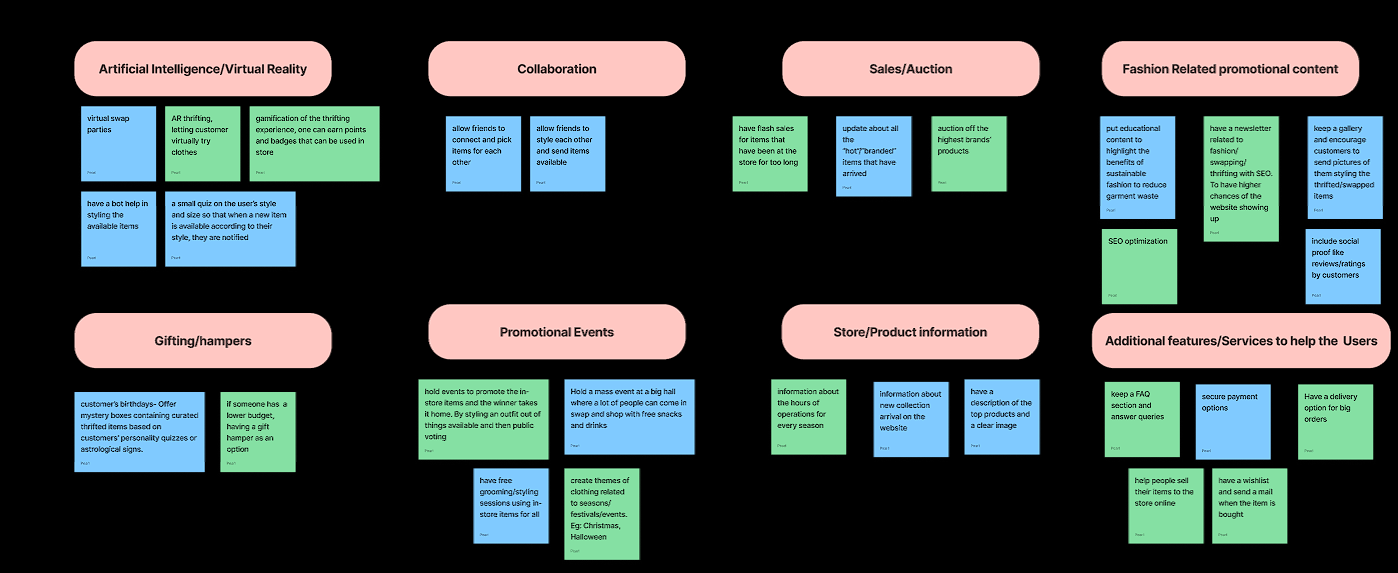 Artificial Intelligence/Virtual Reality
virtual swap
parties
Pearl
AR thrifting,
letting customer
virtually try
clothes
Pearl
gamification of the thrifting
experience, one can earn points
and badges that can be used in
store
Pearl
have a bot help in
styling the
available items
Pearl
a small quiz on the user's style
and size so that when a new item
is available according to their
style, they are notified
Pearl
Collaboration
allow friends to
connect and pick
items for each
other
Pearl
allow friends to
style each other
and send items
available
Pearl
Sales/Auction
have flash sales
for items that
have been at the
store for too long
Pearl
update about all
the
"hot"/"branded"
items that have
arrived
Pearl
auction off the
highest brands'
products
Pearl
Fashion Related promotional content
put educational
content to
highlight the
benefits of
sustainable
fashion to reduce
garment waste
Pearl
have a newsletter
related to
fashion/
swapping/
thrifting with SEO.
To have higher
chances of the
website showing
up
Pearl
keep a gallery
and encourage
customers to
send pictures of
them styling the
thrifted/swapped
items
Pearl
SEO optimization
Pearl
include social
proof like
reviews/ratings
by customers
Pearl
Gifting/hampers
customer's birthdays- Offer
mystery boxes containing curated
thrifted items based on
customers' personality quizzes or
astrological signs.
Pearl
if someone has a
lower budget,
having a gift
hamper as an
option
Pearl
Promotional Events
hold events to promote the in-
store items and the winner takes
it home. By styling an outfit out of
things available and then public
voting
Pearl
Hold a mass event at a big hall
where a lot of people can come in
swap and shop with free snacks
and drinks
Pearl
have free
grooming/styling
sessions using in-
store items for all
Pearl
create themes of
clothing related
to seasons/
festivals/events.
Eg: Christmas,
Halloween
Pearl
Store/Product information
information about
the hours of
operations for
every season
Pearl
information about
new collection
arrival on the
website
Pearl
have a
description of the
top products and
a clear image
Pearl
Additional features/Services to help the Users
keep a FAQ
section and
answer queries
Pearl
secure payment
options
Pearl
Have a delivery
option for big
orders
Pearl
help people sell
their items to the
store online
Pearl
have a wishlist
and send a mail
when the item is
bought
Pearl